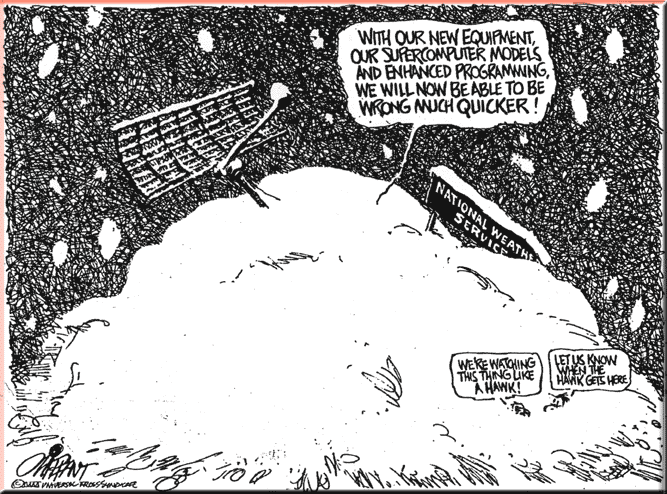 WITH OUR NEW EQUIPMENT,
OUR SUPERCOMPUTER MODELS
AND ENHANCED PROGRAMMING,
WE WILL NOW BE ABLE TO BE
WRONG MUCH QUICKER!
NATIONAL WEATHE
SERVICE
WE'RE WATCHING
THIS THING LIKE
A HAWK!
LET US KNOW
WHEN THE
HAWK GETS HERE
OLIPHANT
© UNIVERSAL PRESS SYNDICATE